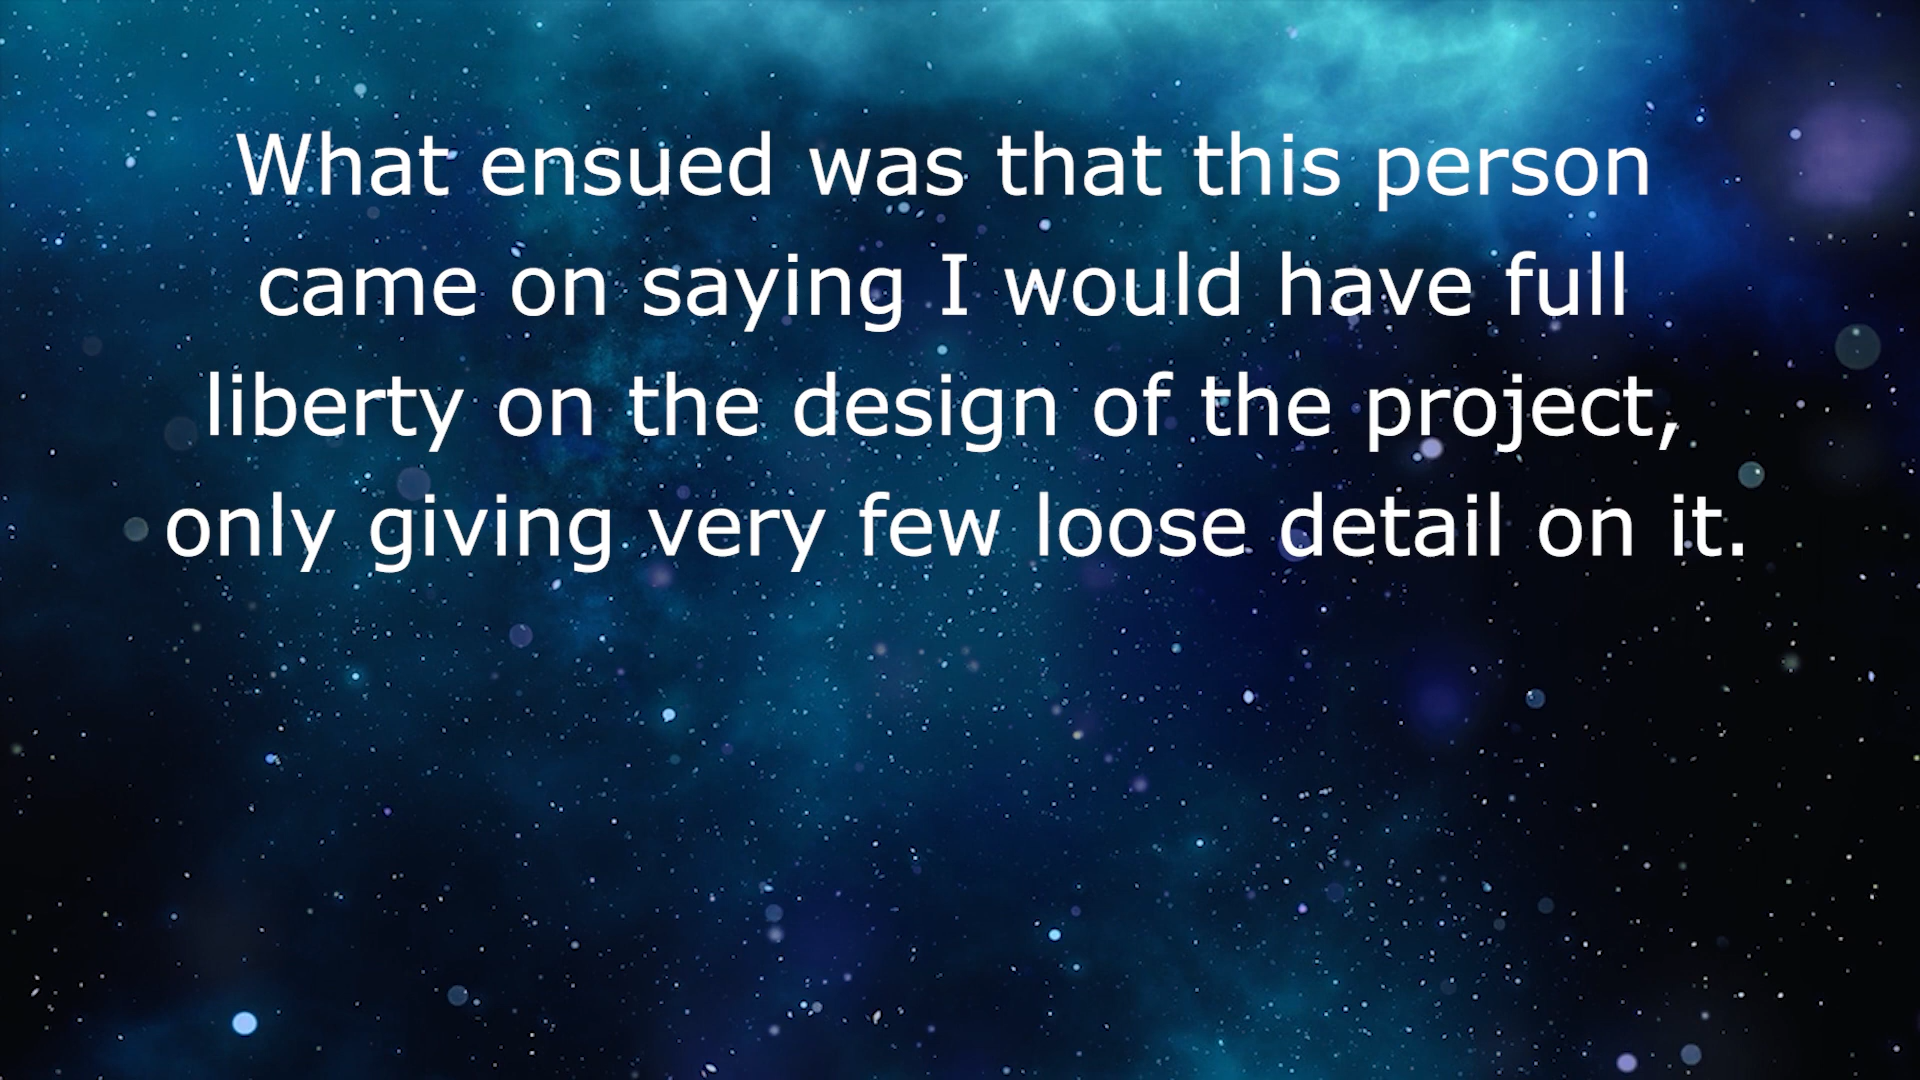 What ensued was that this person
came on saying I would have full
liberty on the design of the project,
only giving very few loose detail on it.